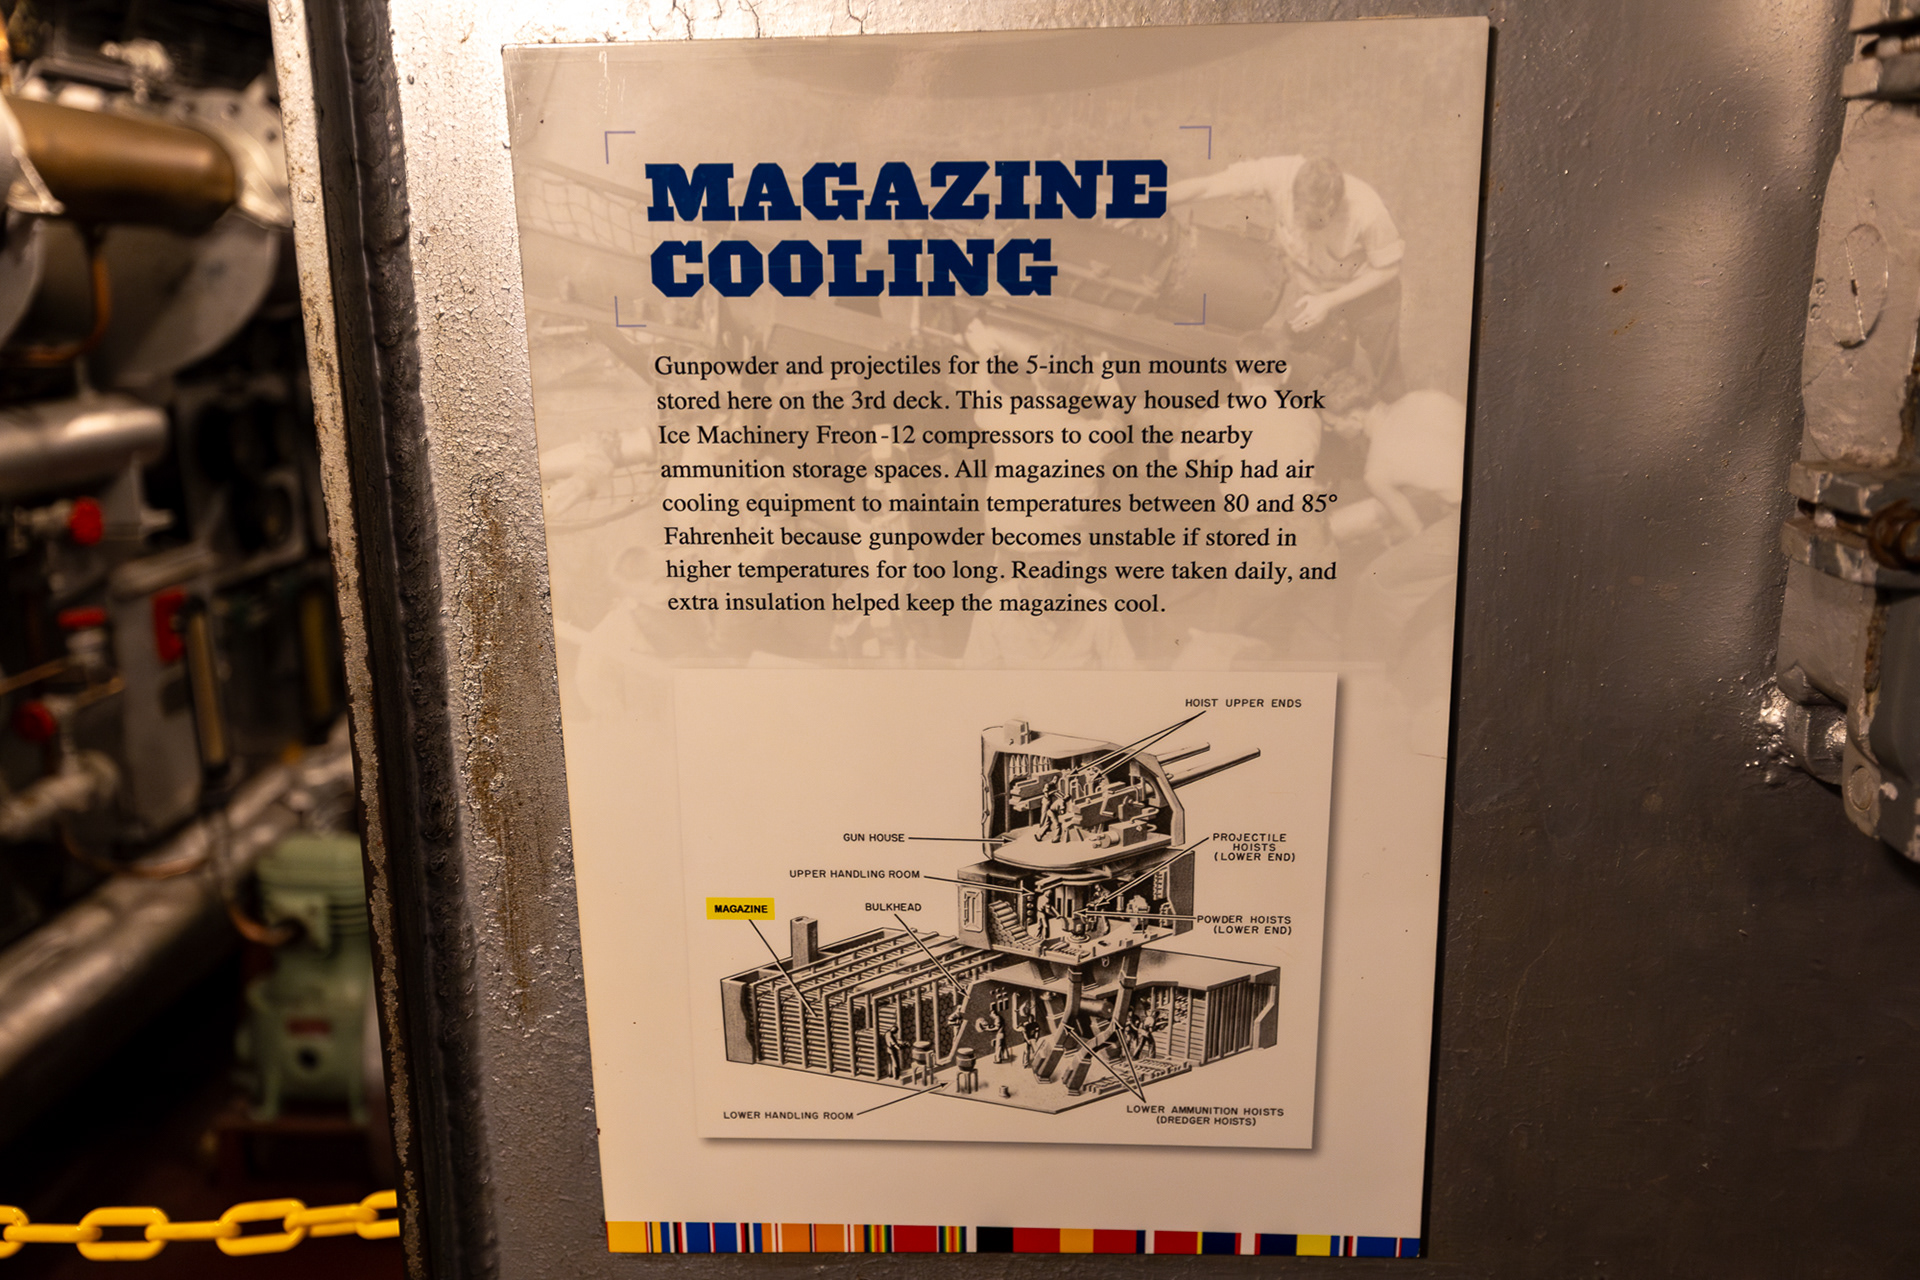 MAGAZINE
COOLING
Gunpowder and projectiles for the 5-inch gun mounts were
stored here on the 3rd deck. This passageway housed two York
Ice Machinery Freon-12 compressors to cool the nearby
ammunition storage spaces. All magazines on the Ship had air
cooling equipment to maintain temperatures between 80 and 85°
Fahrenheit because gunpowder becomes unstable if stored in
higher temperatures for too long. Readings were taken daily, and
extra insulation helped keep the magazines cool.
HOIST UPPER ENDS
GUN HOUSE
PROJECTILE
HOISTS
(LOWER END)
UPPER HANDLING ROOM
MAGAZINE
BULKHEAD
POWDER HOISTS
(LOWER END)
LOWER HANDLING ROOM
LOWER AMMUNITION HOISTS
(DREDGER HOISTS)